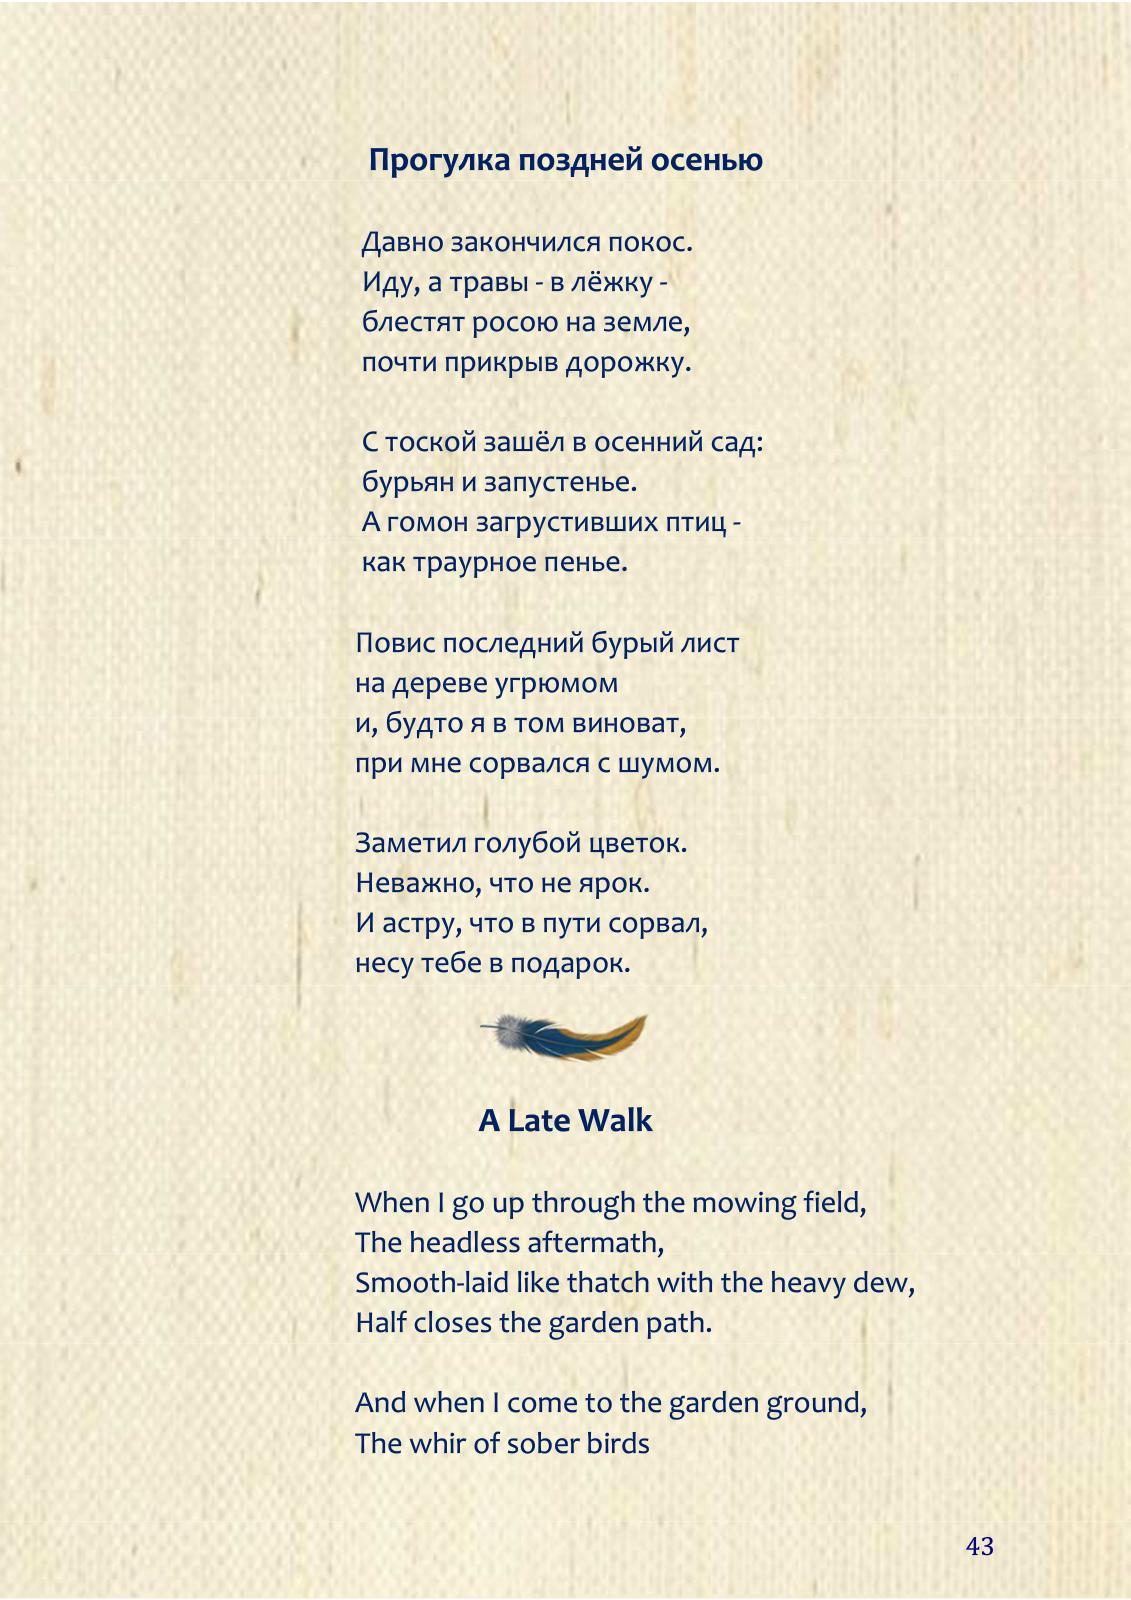 Прогулка поздней осенью
Давно закончился покос.
Иду, а травы - в лёжку -
блестят росою на земле,
почти прикрыв дорожку.
С тоской зашёл в осенний сад:
бурьян и запустенье.
А гомон загрустивших птиц -
как траурное пенье.
Повис последний бурый лист
на дереве угрюмом
и, будто я в том виноват,
при мне сорвался с шумом.
Заметил голубой цветок.
Неважно, что не ярок.
И астру, что в пути сорвал,
несу тебе в подарок.
A Late Walk
When I go up through the mowing field,
The headless aftermath,
Smooth-laid like thatch with the heavy dew,
Half closes the garden path.
And when I come to the garden ground,
The whir of sober birds
43